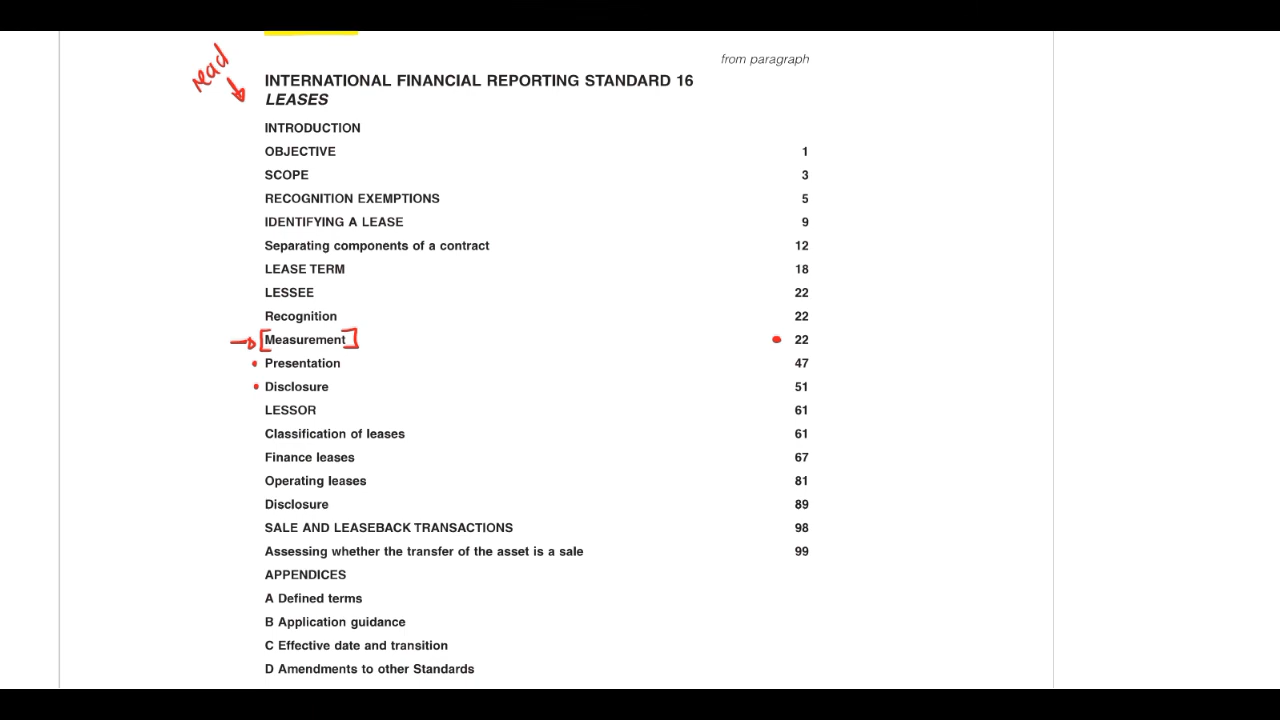 read
from paragraph
INTERNATIONAL FINANCIAL REPORTING STANDARD 16
LEASES
INTRODUCTION
OBJECTIVE 1
SCOPE 3
RECOGNITION EXEMPTIONS 5
IDENTIFYING A LEASE 9
Separating components of a contract 12
LEASE TERM 18
LESSEE 22
Recognition 22
Measurement 22
Presentation 47
Disclosure 51
LESSOR 61
Classification of leases 61
Finance leases 67
Operating leases 81
Disclosure 89
SALE AND LEASEBACK TRANSACTIONS 98
Assessing whether the transfer of the asset is a sale 99
APPENDICES
A Defined terms
B Application guidance
C Effective date and transition
D Amendments to other Standards